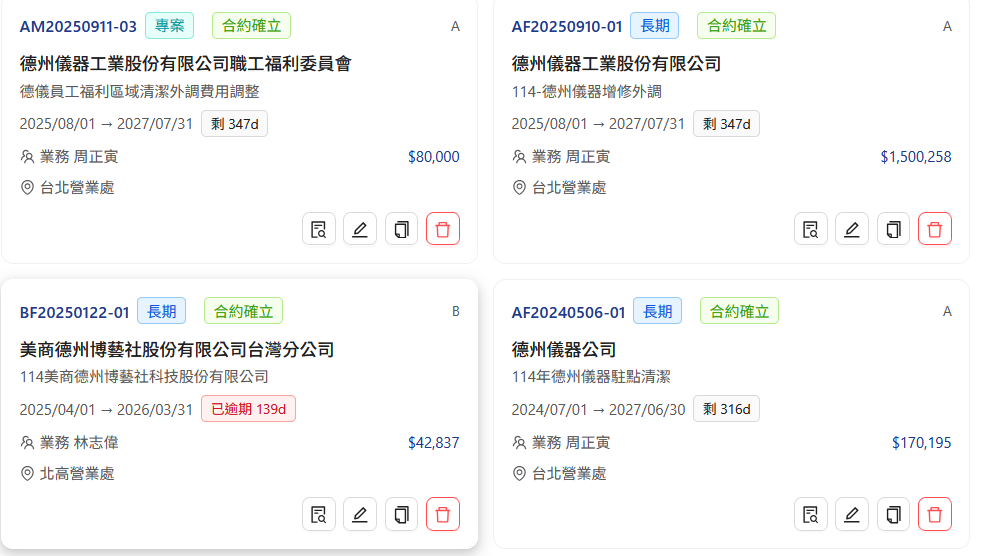 AM20250911-03 專案 合約確立 A
德州儀器工業股份有限公司職工福利委員會
德儀員工福利區域清潔外調費用調整
2025/08/01 → 2027/07/31 剩 347d
業務 周正寅 $80,000
台北營業處
AF20250910-01 長期 合約確立 A
德州儀器工業股份有限公司
114-德州儀器增修外調
2025/08/01 → 2027/07/31 剩 347d
業務 周正寅 $1,500,258
台北營業處
BF20250122-01 長期 合約確立 B
美商德州博藝社股份有限公司台灣分公司
114美商德州博藝社科技股份有限公司
2025/04/01 → 2026/03/31 已逾期 139d
業務 林志偉 $42,837
北高營業處
AF20240506-01 長期 合約確立 A
德州儀器公司
114年德州儀器駐點清潔
2024/07/01 → 2027/06/30 剩 316d
業務 周正寅 $170,195
台北營業處